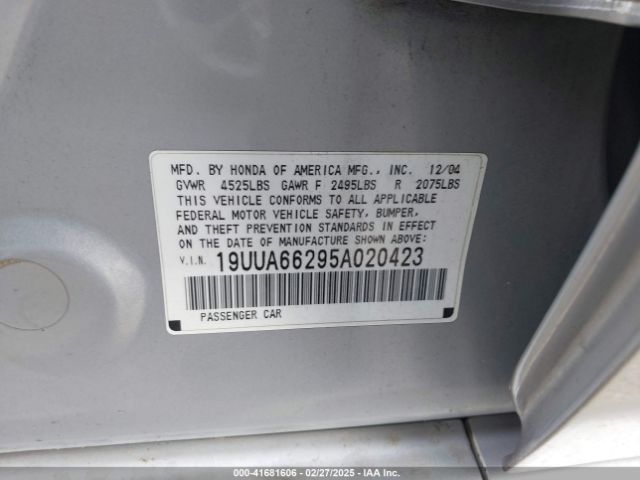 MFD. BY HONDA OF AMERICA MFG., INC. 12/04
GVWR 4525LBS GAWR F 2495LBS R 2075LBS
THIS VEHICLE CONFORMS TO ALL APPLICABLE
FEDERAL MOTOR VEHICLE SAFETY, BUMPER,
AND THEFT PREVENTION STANDARDS IN EFFECT
ON THE DATE OF MANUFACTURE SHOWN ABOVE:
V.I.N. 19UUA66295A020423
PASSENGER CAR
000-41681606 / 02/27/2025 / IAA Inc.